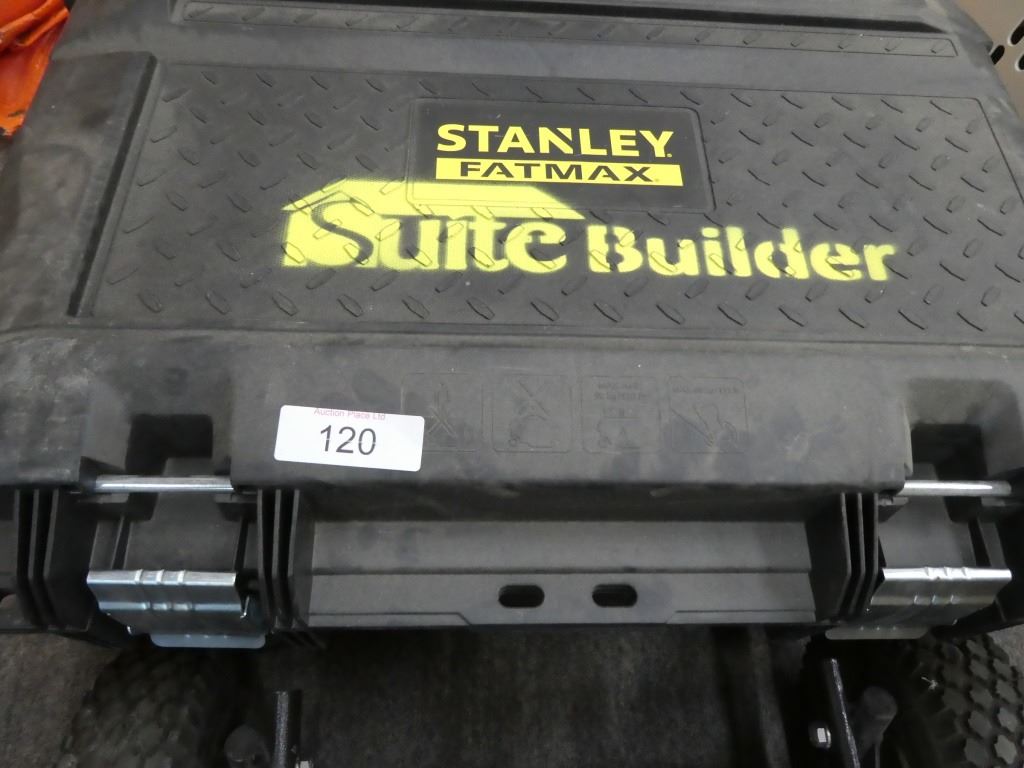 STANLEY
FATMAX
Suite Builder
Auction Place Ltd
120